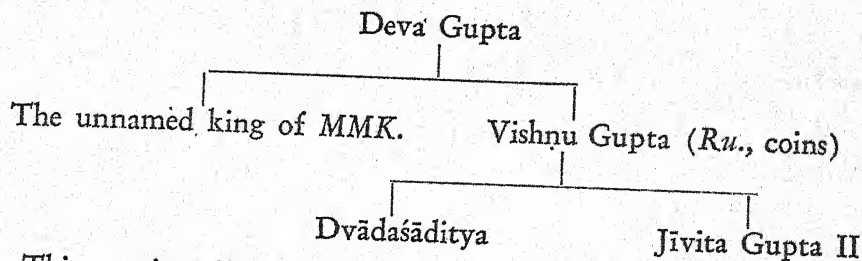 Deva Gupta
The unnamed king of MMK. Vishṇu Gupta (Ru., coins)
Dvādaśāditya Jīvita Gupta II